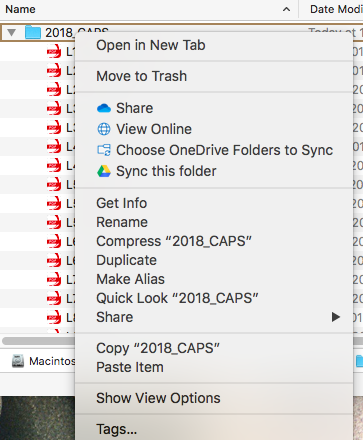 Name Date Modi
2018_CAPS Today at 1
Open in New Tab
Move to Trash
Share
View Online
Choose OneDrive Folders to Sync
Sync this folder
Get Info
Rename
Compress “2018_CAPS”
Duplicate
Make Alias
Quick Look “2018_CAPS”
Share
Copy “2018_CAPS”
Paste Item
Macintos
Show View Options
Tags...